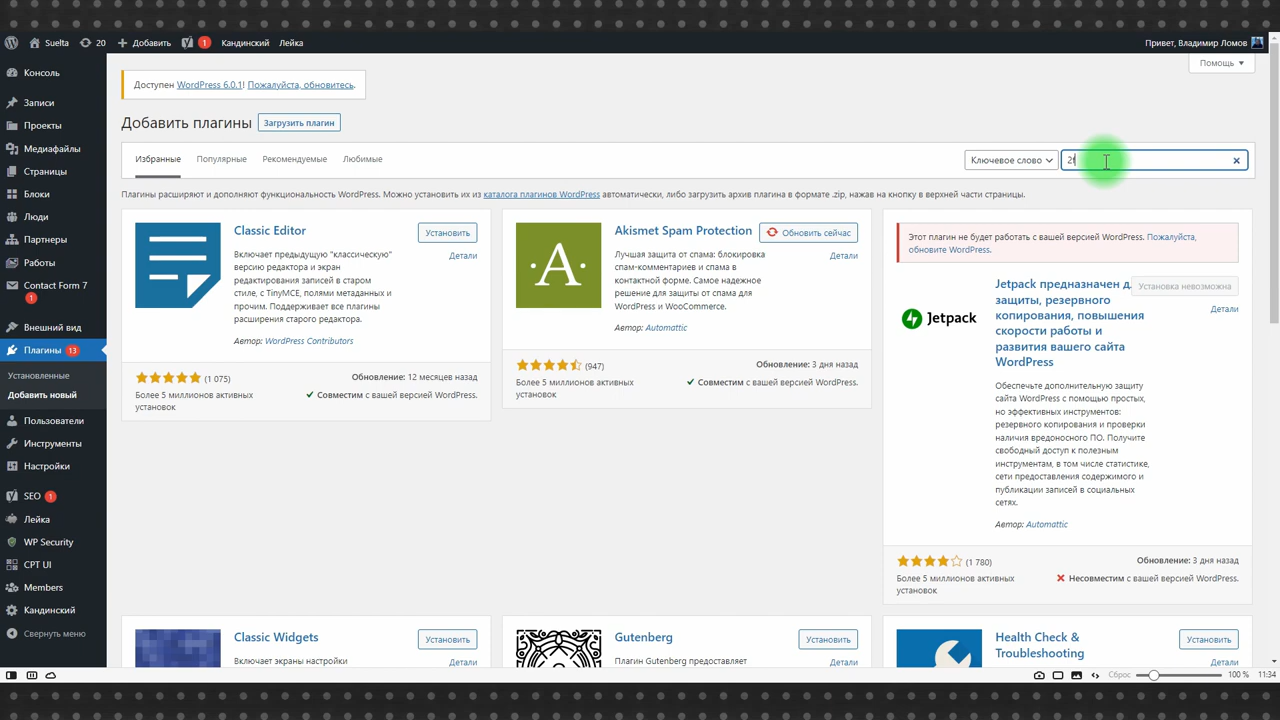 Suelta
20
Добавить
1
Кандинский
Лейка
Привет, Владимир Ломов
Консоль
Записи
Проекты
Медиафайлы
Страницы
Блоки
Люди
Партнеры
Работы
Contact Form 7
1
Внешний вид
Плагины 13
Установленные
Добавить новый
Пользователи
Инструменты
Настройки
SEO 1
Лейка
WP Security
CPT UI
Members
Кандинский
Свернуть меню
Помощь
Доступен WordPress 6.0.1! Пожалуйста, обновитесь.
Добавить плагины
Загрузить плагин
Избранные
Популярные
Рекомендуемые
Любимые
Ключевое слово
2f
Плагины расширяют и дополняют функциональность WordPress. Можно установить их из каталога плагинов WordPress автоматически, либо загрузить архив плагина в формате .zip, нажав на кнопку в верхней части страницы.
Classic Editor
Установить
Детали
Включает предыдущую "классическую"
версию редактора и экран
редактирования записей в старом
стиле, с TinyMCE, полями метаданных и
прочим. Поддерживает все плагины
расширения старого редактора.
Автор: WordPress Contributors
(1 075)
Более 5 миллионов активных
установок
Обновление: 12 месяцев назад
Совместим с вашей версией WordPress.
Akismet Spam Protection
Обновить сейчас
Детали
Лучшая защита от спама: блокировка
спам-комментариев и спама в
контактной форме. Самое надежное
решение для защиты от спама для
WordPress и WooCommerce.
Автор: Automattic
(947)
Более 5 миллионов активных
установок
Обновление: 3 дня назад
Совместим с вашей версией WordPress.
Этот плагин не будет работать с вашей версией WordPress. Пожалуйста,
обновите WordPress.
Jetpack
Jetpack предназначен д
защиты, резервного
копирования, повышения
скорости работы и
развития вашего сайта
WordPress
Установка невозможна
Детали
Обеспечьте дополнительную защиту
сайта WordPress с помощью простых,
но эффективных инструментов:
резервного копирования и проверки
наличия вредоносного ПО. Получите
свободный доступ к полезным
инструментам, в том числе статистике,
сети предоставления содержимого и
публикации записей в социальных
сетях.
Автор: Automattic
(1 780)
Более 5 миллионов активных
установок
Обновление: 3 дня назад
Несовместим с вашей версией WordPress.
Classic Widgets
Установить
Включает экраны настройки
Детали
Gutenberg
Установить
Плагин Gutenberg предоставляет
Детали
Health Check &
Troubleshooting
Установить
Детали
Сброс
100 %
11:34